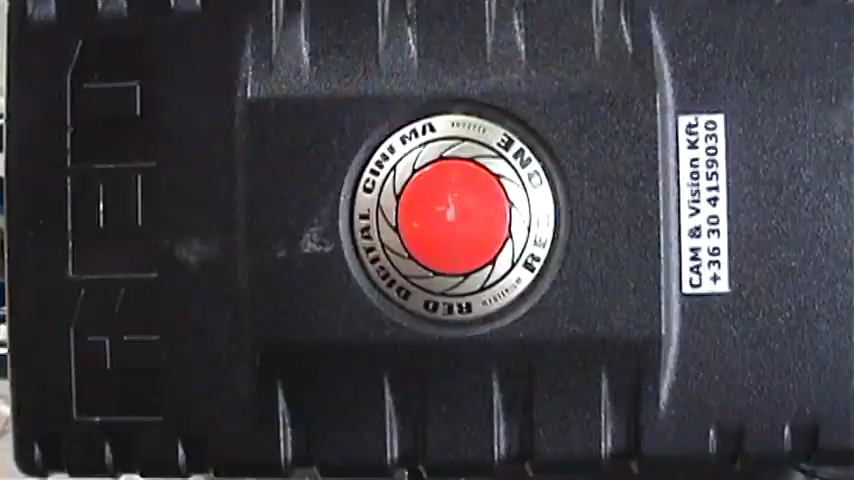 RED
RED DIGITAL CINEMA
RED ONE
CAM & Vision Kft.
+36 30 4159030